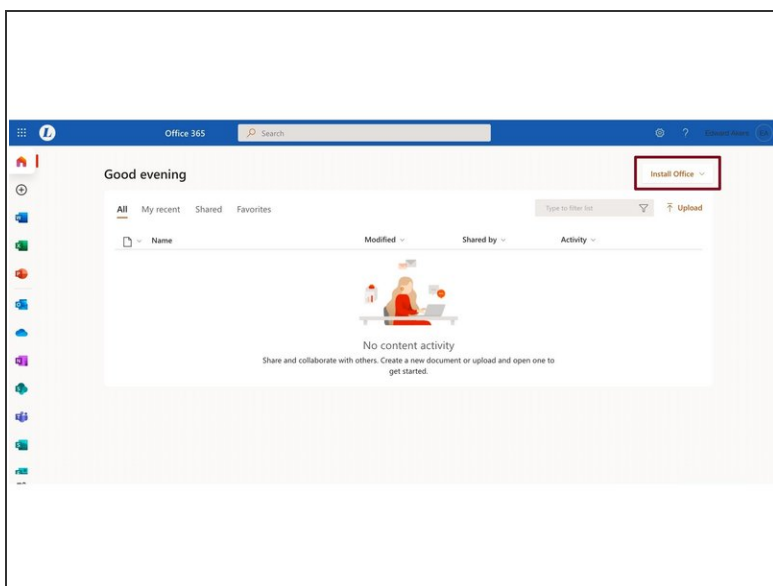 L Office 365 Search ?
Good evening
Install Office
All My recent Shared Favorites Type to filter list Upload
Name Modified Shared by Activity
No content activity
Share and collaborate with others. Create a new document or upload and open one to
get started.